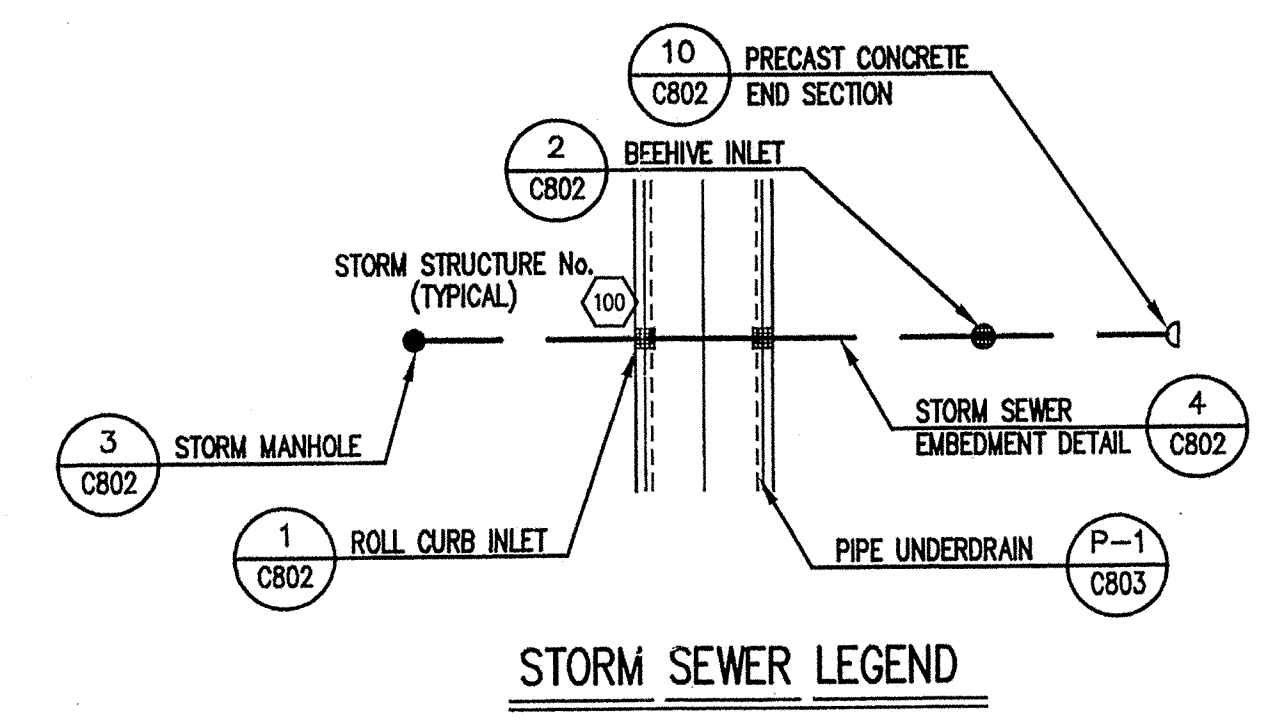 10
C802
PRECAST CONCRETE
END SECTION
2
C802
BEEHIVE INLET
STORM STRUCTURE No.
(TYPICAL)
100
3
C802
STORM MANHOLE
STORM SEWER
EMBEDMENT DETAIL
4
C802
1
C802
ROLL CURB INLET
PIPE UNDERDRAIN
P-1
C803
STORM SEWER LEGEND